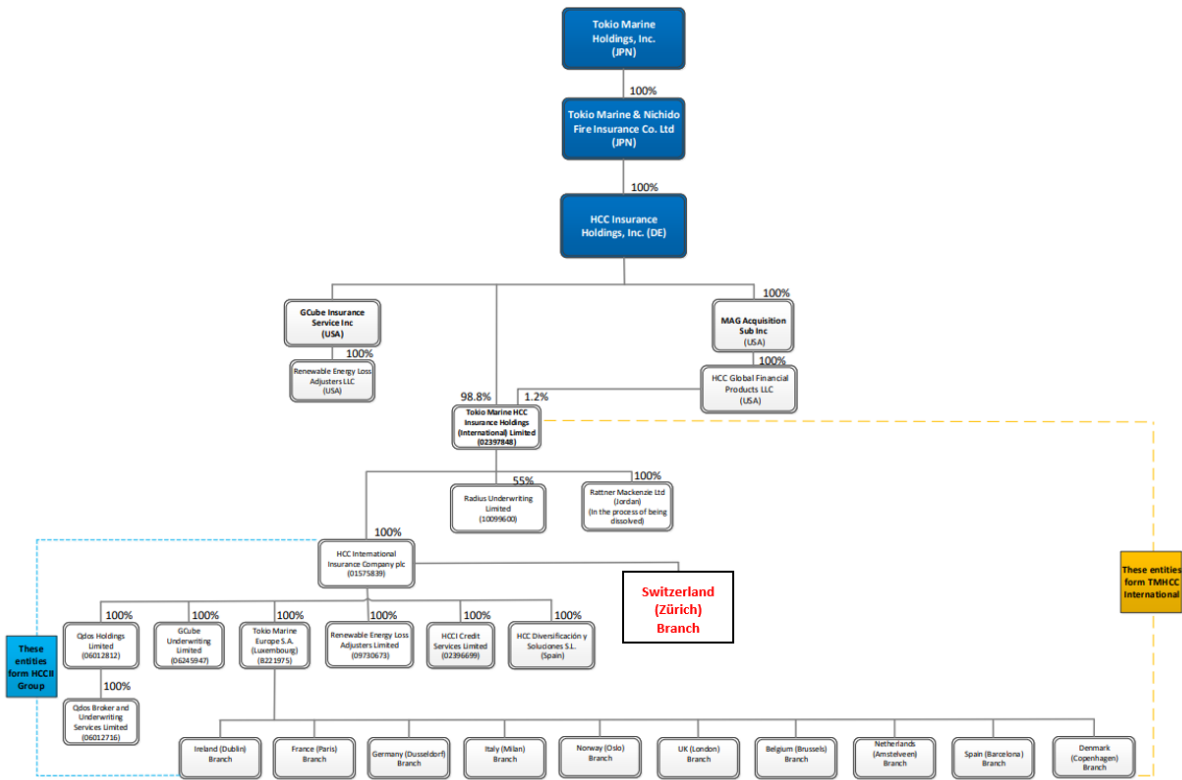 Tokio Marine
Holdings, Inc.
(JPN)
100%
Tokio Marine & Nichido
Fire Insurance Co. Ltd
(JPN)
100%
HCC Insurance
Holdings, Inc. (DE)
GCube Insurance
Service Inc
(USA)
100%
Renewable Energy Loss
Adjusters LLC
(USA)
100%
MAG Acquisition
Sub Inc
(USA)
100%
HCC Global Financial
Products LLC
(USA)
98.8%
1.2%
Tokio Marine HCC
Insurance Holdings
(International) Limited
(02397848)
55%
Radius Underwriting
Limited
(10099600)
100%
Rattner Mackenzie Ltd
(Jordan)
(In the process of being
dissolved)
100%
HCC International
Insurance Company plc
(01575839)
Switzerland
(Zürich)
Branch
These entities
form TMHCC
International
These
entities
form HCCII
Group
100%
Qdos Holdings
Limited
(06012812)
100%
GCube
Underwriting
Limited
(06245947)
100%
Tokio Marine
Europe S.A.
(Luxembourg)
(B221975)
100%
Renewable Energy Loss
Adjusters Limited
(09730673)
100%
HCCI Credit
Services Limited
(02396699)
100%
HCC Diversificación y
Soluciones S.L.
(Spain)
100%
Qdos Broker and
Underwriting
Services Limited
(06012716)
Ireland (Dublin)
Branch
France (Paris)
Branch
Germany (Dusseldorf)
Branch
Italy (Milan)
Branch
Norway (Oslo)
Branch
UK (London)
Branch
Belgium (Brussels)
Branch
Netherlands
(Amstelveen)
Branch
Spain (Barcelona)
Branch
Denmark
(Copenhagen)
Branch